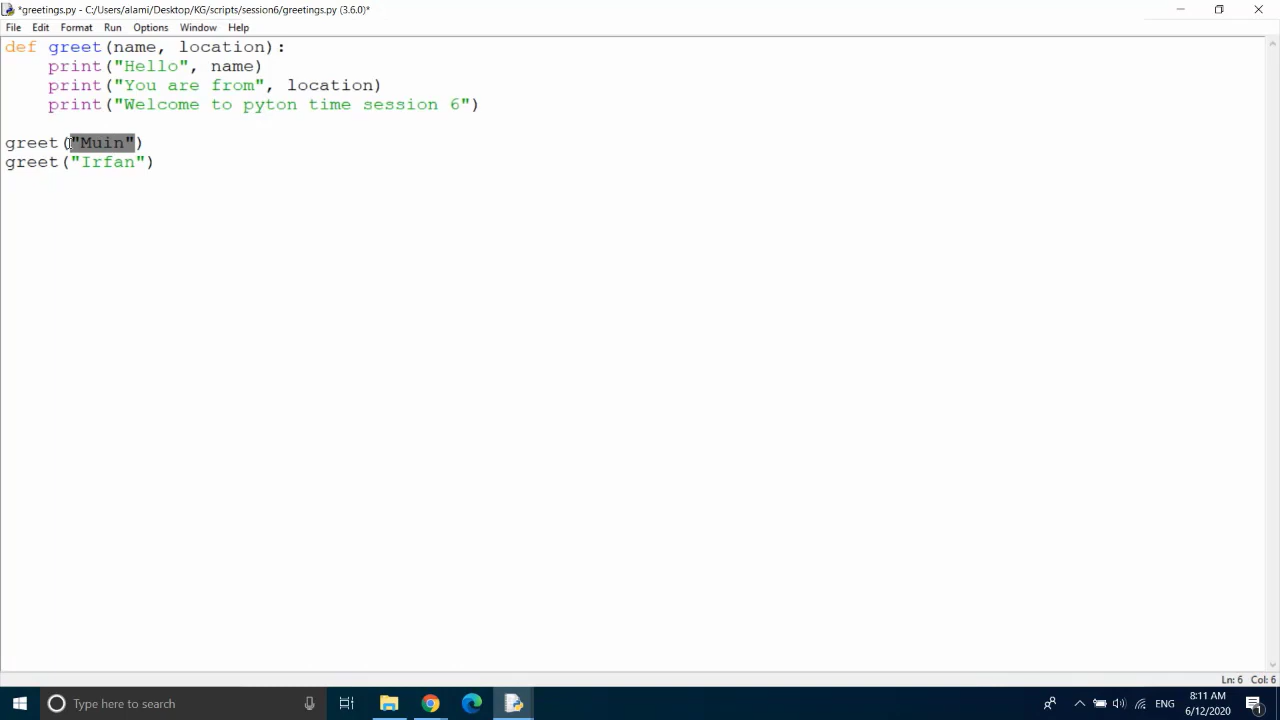 *greetings.py - C:/Users/alami/Desktop/KG/scripts/session6/greetings.py (3.6.0)*
File Edit Format Run Options Window Help
def greet(name, location):
    print("Hello", name)
    print("You are from", location)
    print("Welcome to pyton time session 6")
greet("Muin")
greet("Irfan")
Ln: 6 Col: 6
Type here to search
ENG
8:11 AM
6/12/2020